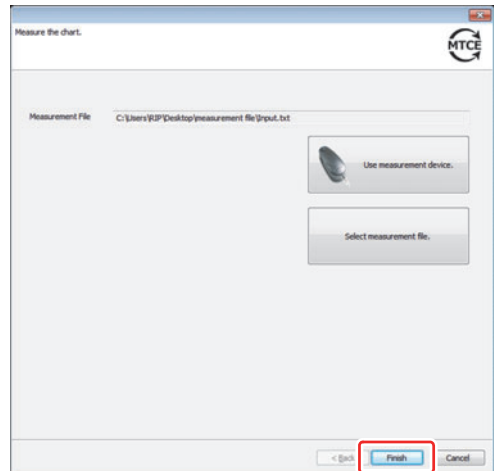 Measure the chart.
MTCE
Measurement File C:\Users\RIP\Desktop\measurement file\Input.txt
Use measurement device.
Select measurement file.
< Back Finish Cancel